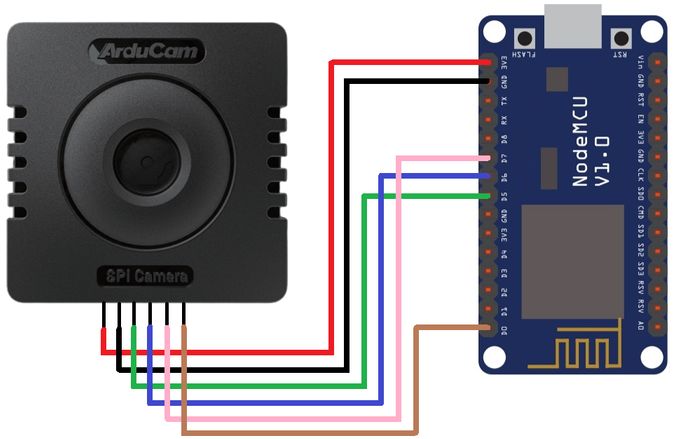 ArduCam
SPI Camera
FLASH
RST
3V3
GND
TX
RX
D8
D7
D6
D5
GND
3V3
D4
D3
D2
D1
D0
NodeMCU
V1.0
Vin
GND
RST
EN
3V3
GND
CLK
SD0
CMD
SD1
SD2
SD3
RSV
RSV
A0